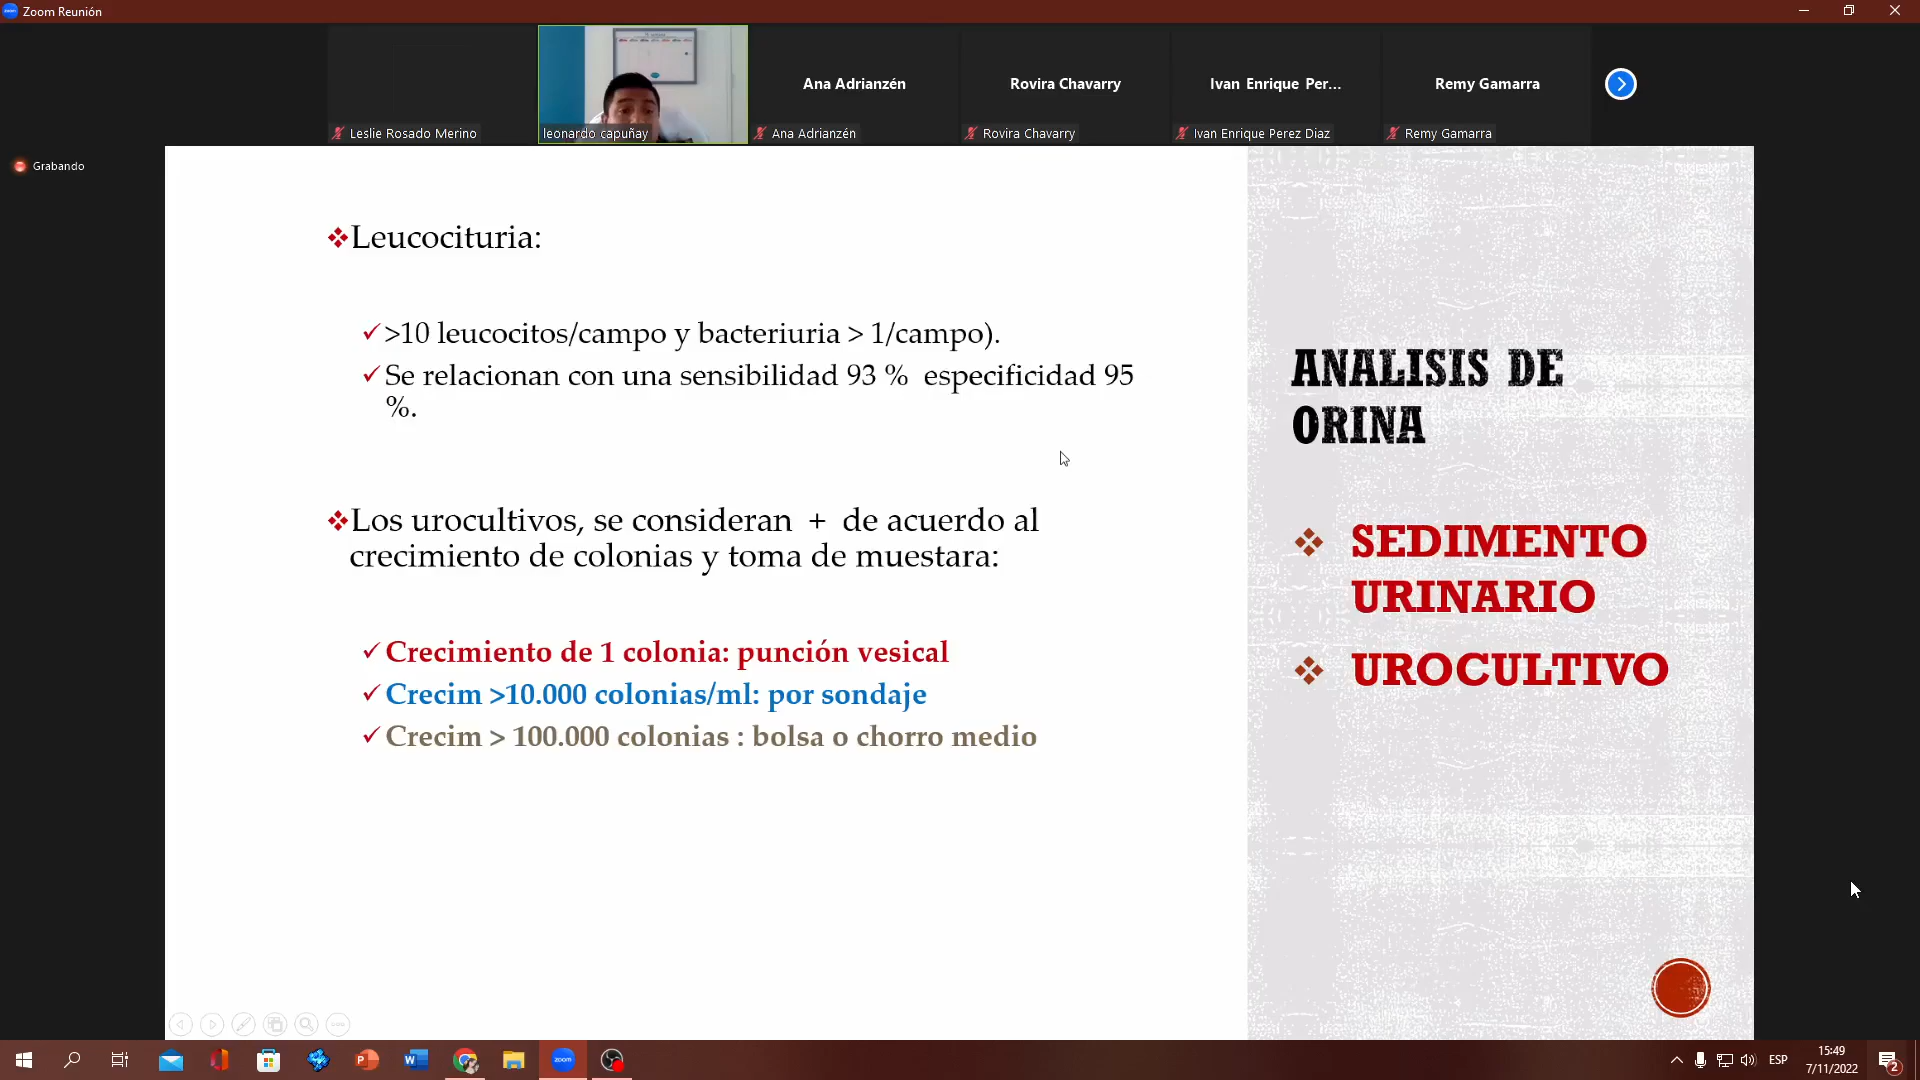 Zoom Reunión
Ana Adrianzén
Rovira Chavarry
Ivan Enrique Per...
Remy Gamarra
Leslie Rosado Merino
leonardo capuñay
Ana Adrianzén
Rovira Chavarry
Ivan Enrique Perez Diaz
Remy Gamarra
Grabando
Leucocituria:
>10 leucocitos/campo y bacteriuria > 1/campo).
Se relacionan con una sensibilidad 93 % especificidad 95
%.
Los urocultivos, se consideran + de acuerdo al
crecimiento de colonias y toma de muestara:
Crecimiento de 1 colonia: punción vesical
Crecim >10.000 colonias/ml: por sondaje
Crecim > 100.000 colonias : bolsa o chorro medio
ANALISIS DE
ORINA
SEDIMENTO
URINARIO
UROCULTIVO
zoom
ESP
15:49
7/11/2022
2